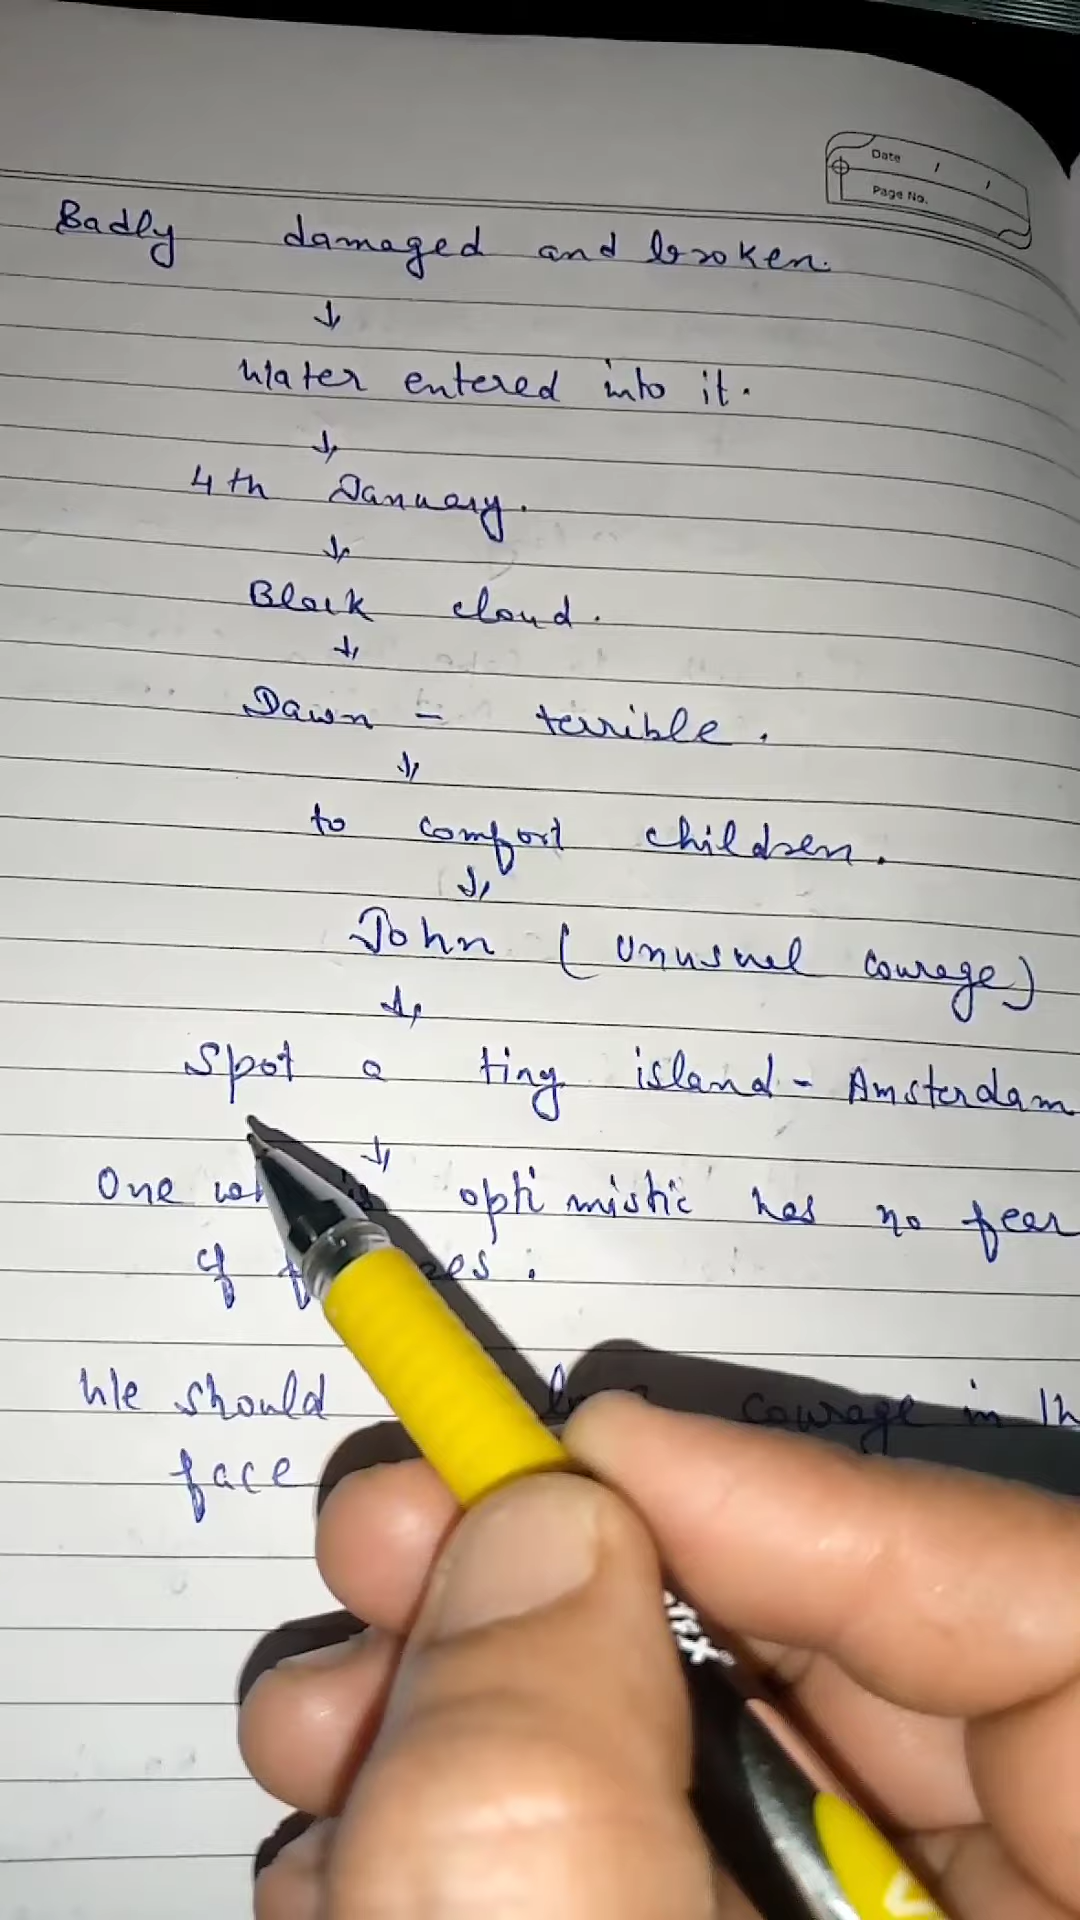 Date / /
Page No.
Badly damaged and broken.
↓
Water entered into it.
↓
4th January.
↓
Black cloud.
↓
Dawn - terrible.
↓
to comfort children.
↓
John (unusual courage)
↓
Spot a tiny island - Amsterdam
↓
One is optimistic has no fear
of
We should courage in
face